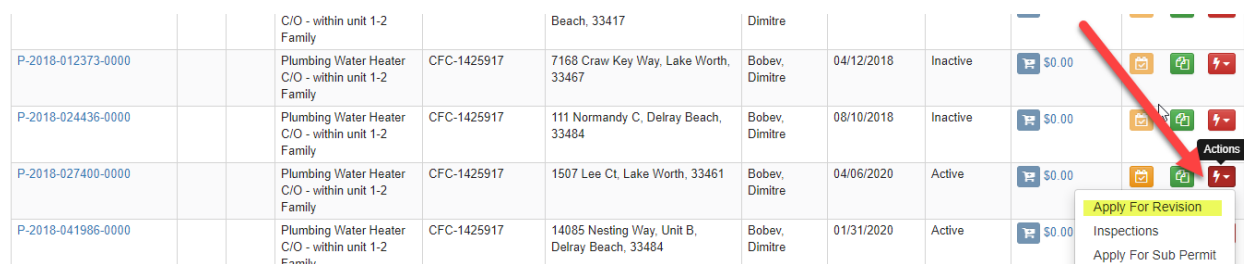 C/O - within unit 1-2
Family
Beach, 33417
Dimitre
P-2018-012373-0000
Plumbing Water Heater
C/O - within unit 1-2
Family
CFC-1425917
7168 Craw Key Way, Lake Worth,
33467
Bobev,
Dimitre
04/12/2018
Inactive
$0.00
P-2018-024436-0000
Plumbing Water Heater
C/O - within unit 1-2
Family
CFC-1425917
111 Normandy C, Delray Beach,
33484
Bobev,
Dimitre
08/10/2018
Inactive
$0.00
Actions
P-2018-027400-0000
Plumbing Water Heater
C/O - within unit 1-2
Family
CFC-1425917
1507 Lee Ct, Lake Worth, 33461
Bobev,
Dimitre
04/06/2020
Active
$0.00
Apply For Revision
Inspections
Apply For Sub Permit
P-2018-041986-0000
Plumbing Water Heater
C/O - within unit 1-2
Family
CFC-1425917
14085 Nesting Way, Unit B,
Delray Beach, 33484
Bobev,
Dimitre
01/31/2020
Active
$0.00